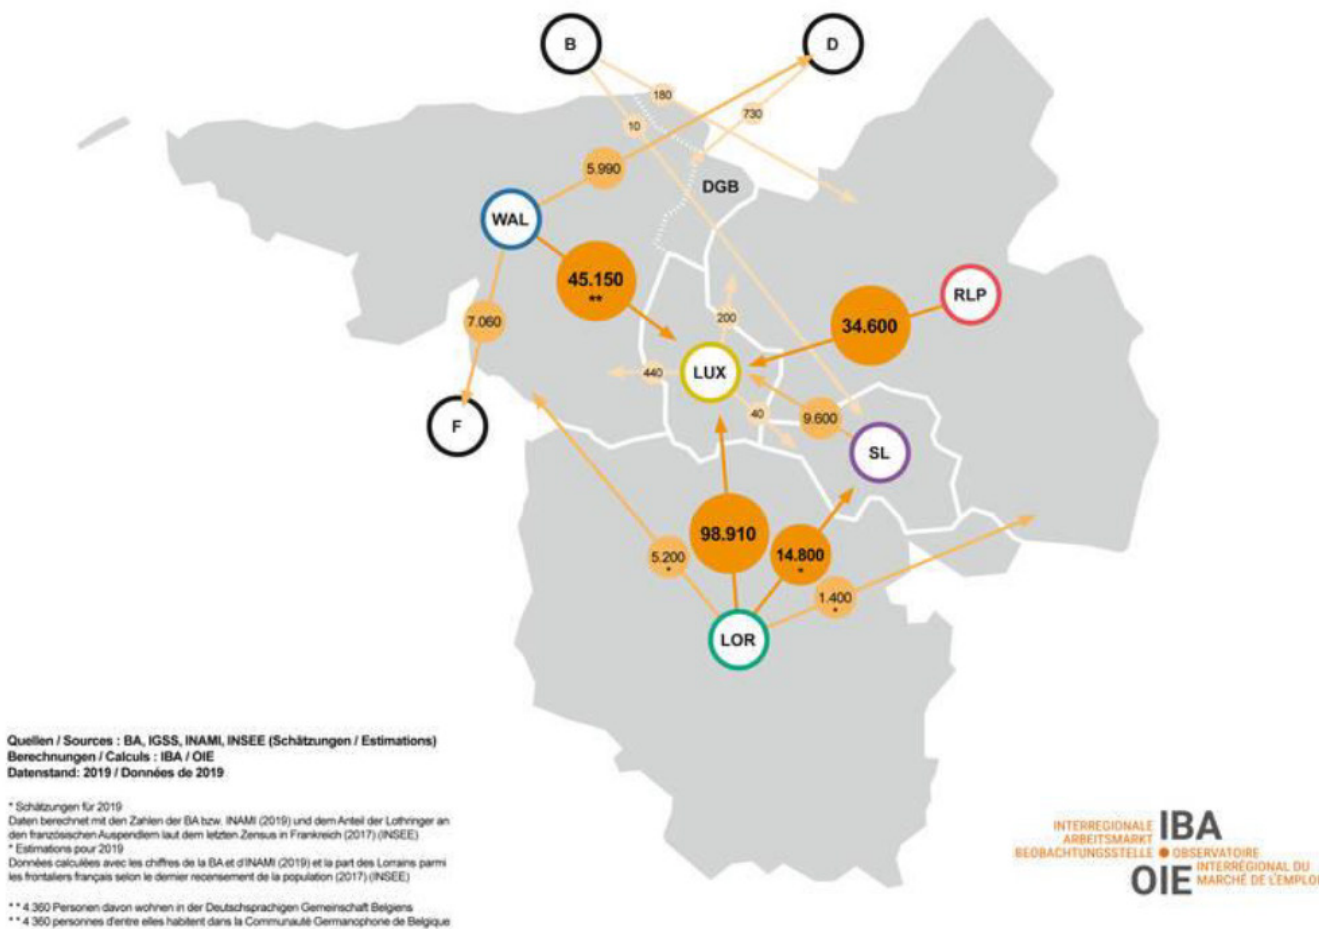 B
D
180
730
10
5.990
DGB
WAL
45.150
**
RLP
200
34.600
7.060
LUX
440
40
9.600
F
SL
98.910
14.800
*
5.200
*
1.400
*
LOR
Quellen / Sources : BA, IGSS, INAMI, INSEE (Schätzungen / Estimations)
Berechnungen / Calculs : IBA / OIE
Datenstand: 2019 / Données de 2019
* Schätzungen für 2019
Daten berechnet mit den Zahlen der BA bzw. INAMI (2019) und dem Anteil der Lothringer an
den französischen Auspendlern laut dem letzten Zensus in Frankreich (2017) (INSEE)
* Estimations pour 2019
Données calculées avec les chiffres de la BA et d'INAMI (2019) et la part des Lorrains parmi
les frontaliers français selon le dernier recensement de la population (2017) (INSEE)
** 4 360 Personen davon wohnen in der Deutschsprachigen Gemeinschaft Belgiens
** 4 360 personnes d'entre elles habitent dans la Communauté Germanophone de Belgique
INTERREGIONALE
ARBEITSMARKT
BEOBACHTUNGSSTELLE
IBA
OIE
OBSERVATOIRE
INTERRÉGIONAL DU
MARCHÉ DE L'EMPLOI